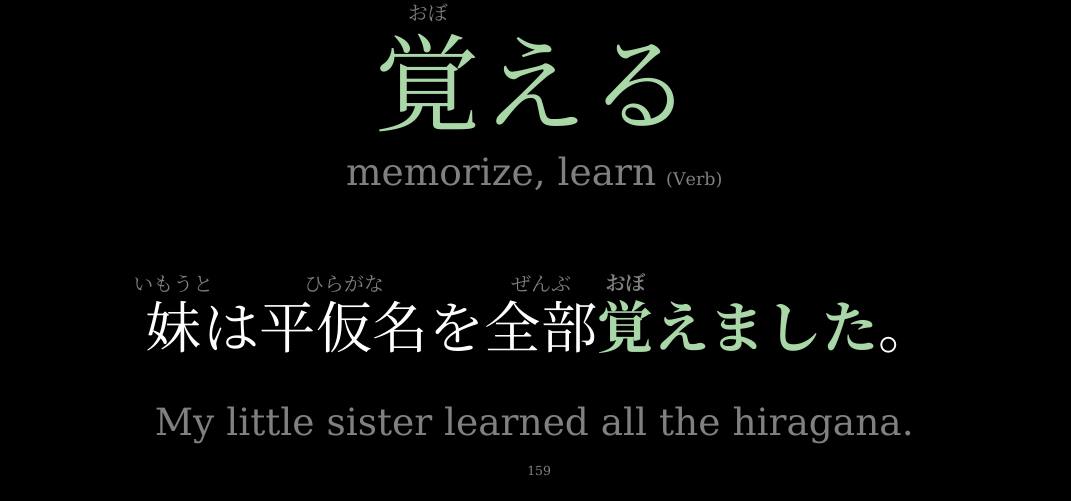 おぼ
覚える
memorize, learn (Verb)
いもうと ひらがな ぜんぶ おぼ
妹は平仮名を全部覚えました。
My little sister learned all the hiragana.
159